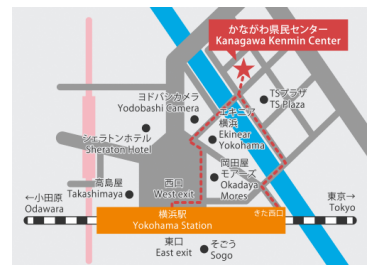 かながわ県民センター
Kanagawa Kenmin Center
ヨドバシカメラ
Yodobashi Camera
TSプラザ
TS Plaza
エキニア
横浜
Ekinear
Yokohama
シェラトンホテル
Sheraton Hotel
岡田屋
モアーズ
Okadaya
Mores
高島屋
Takashimaya
西口
West exit
←小田原
Odawara
横浜駅
Yokohama Station
きた西口
東京→
Tokyo
東口
East exit
そごう
Sogo